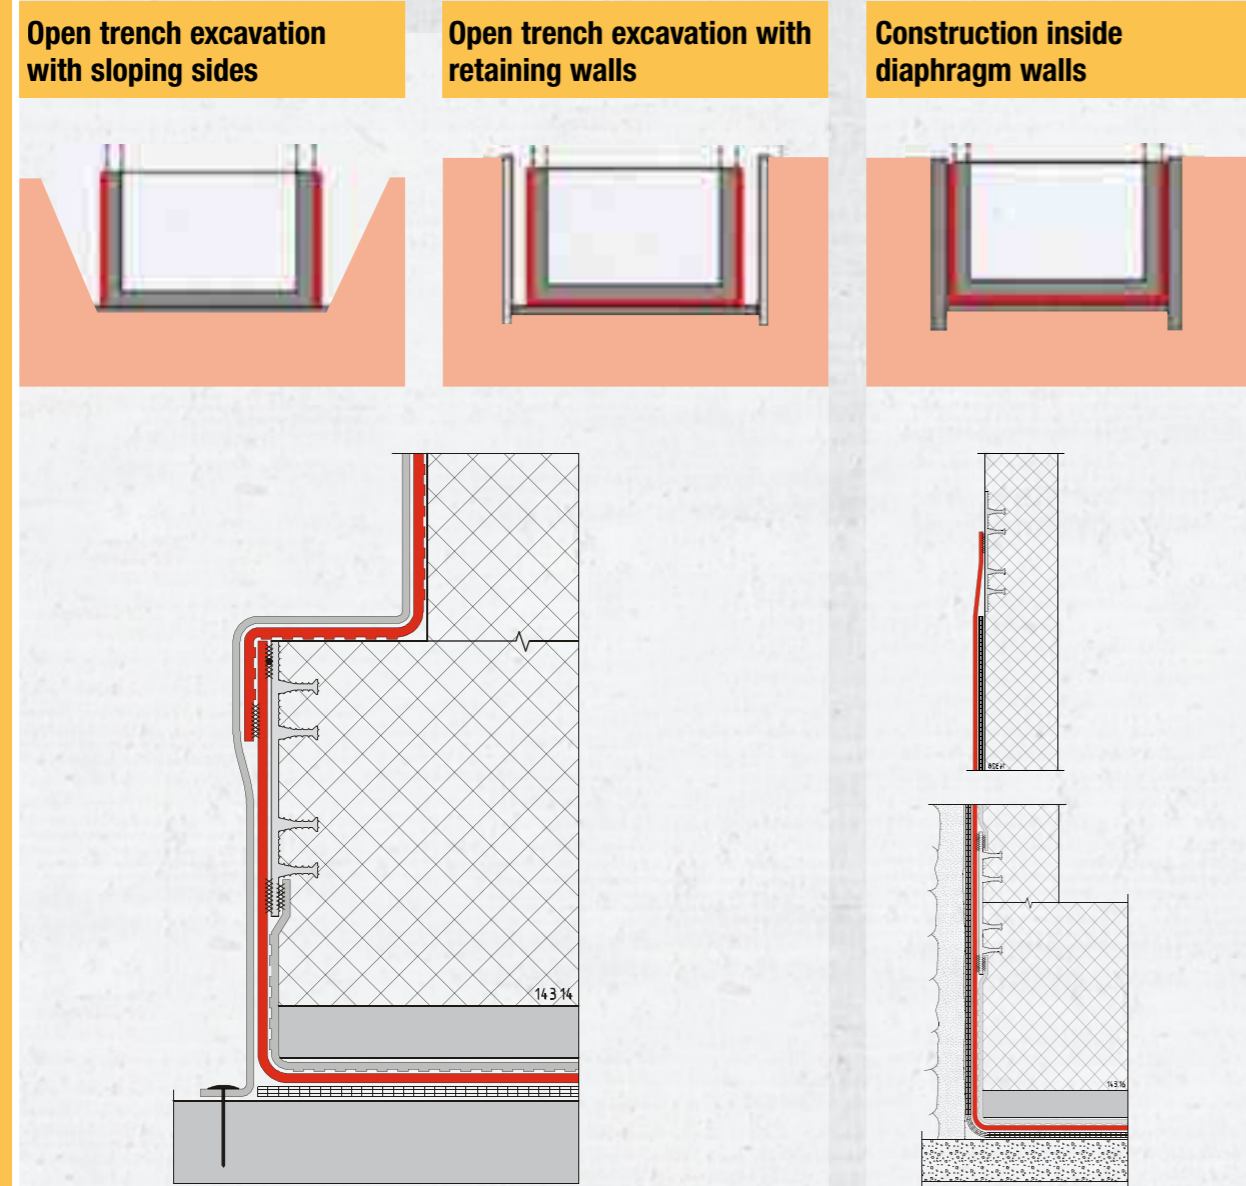 Open trench excavation
with sloping sides
Open trench excavation with
retaining walls
Construction inside
diaphragm walls
143.14
143.16